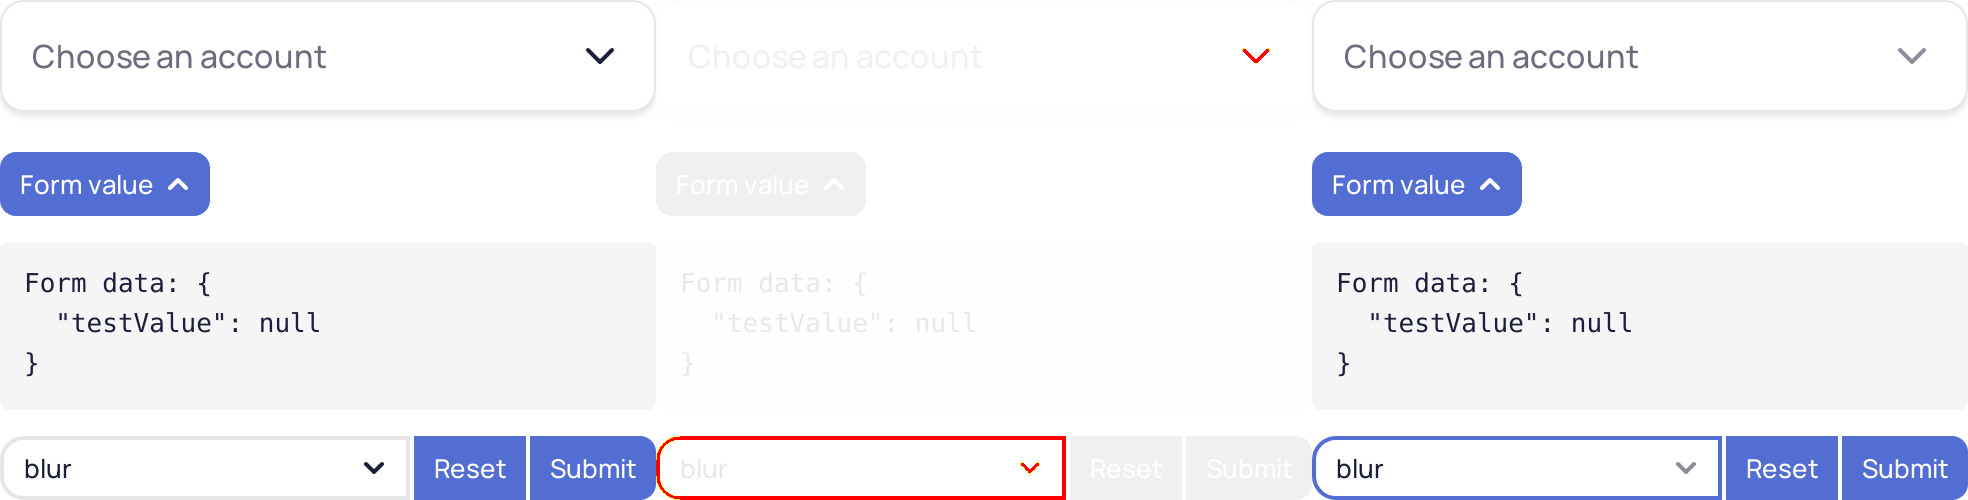 Choose an account
Choose an account
Choose an account
Form value
Form value
Form value
Form data: {
  "testValue": null
}
Form data: {
  "testValue": null
}
Form data: {
  "testValue": null
}
blur Reset Submit
blur Reset Submit
blur Reset Submit